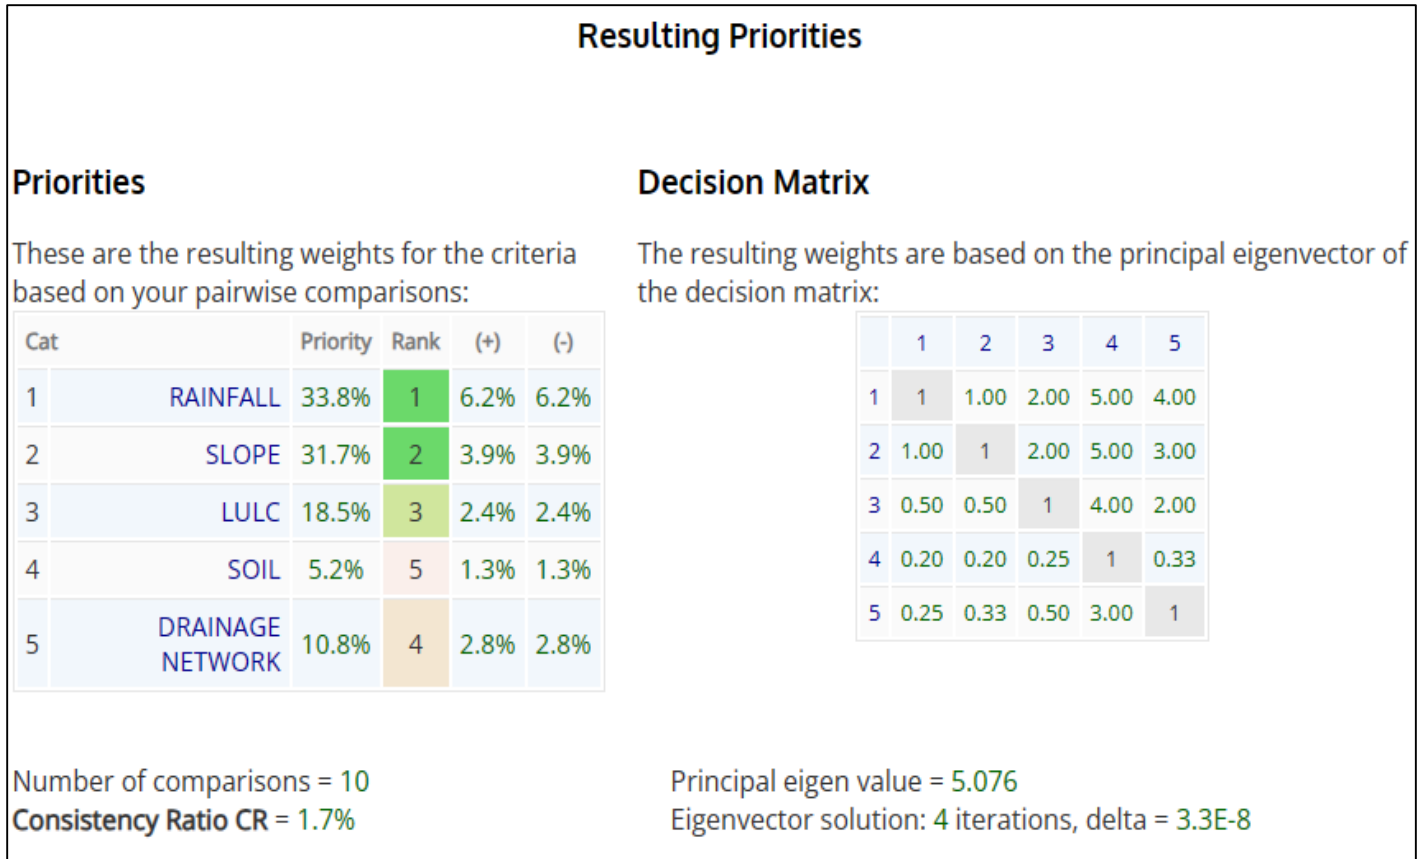 Resulting Priorities
Priorities
These are the resulting weights for the criteria
based on your pairwise comparisons:
Cat Priority Rank (+) (-)
1 RAINFALL 33.8% 1 6.2% 6.2%
2 SLOPE 31.7% 2 3.9% 3.9%
3 LULC 18.5% 3 2.4% 2.4%
4 SOIL 5.2% 5 1.3% 1.3%
5 DRAINAGE
NETWORK 10.8% 4 2.8% 2.8%
Number of comparisons = 10
Consistency Ratio CR = 1.7%
Decision Matrix
The resulting weights are based on the principal eigenvector of
the decision matrix:
1 2 3 4 5
1 1 1.00 2.00 5.00 4.00
2 1.00 1 2.00 5.00 3.00
3 0.50 0.50 1 4.00 2.00
4 0.20 0.20 0.25 1 0.33
5 0.25 0.33 0.50 3.00 1
Principal eigen value = 5.076
Eigenvector solution: 4 iterations, delta = 3.3E-8